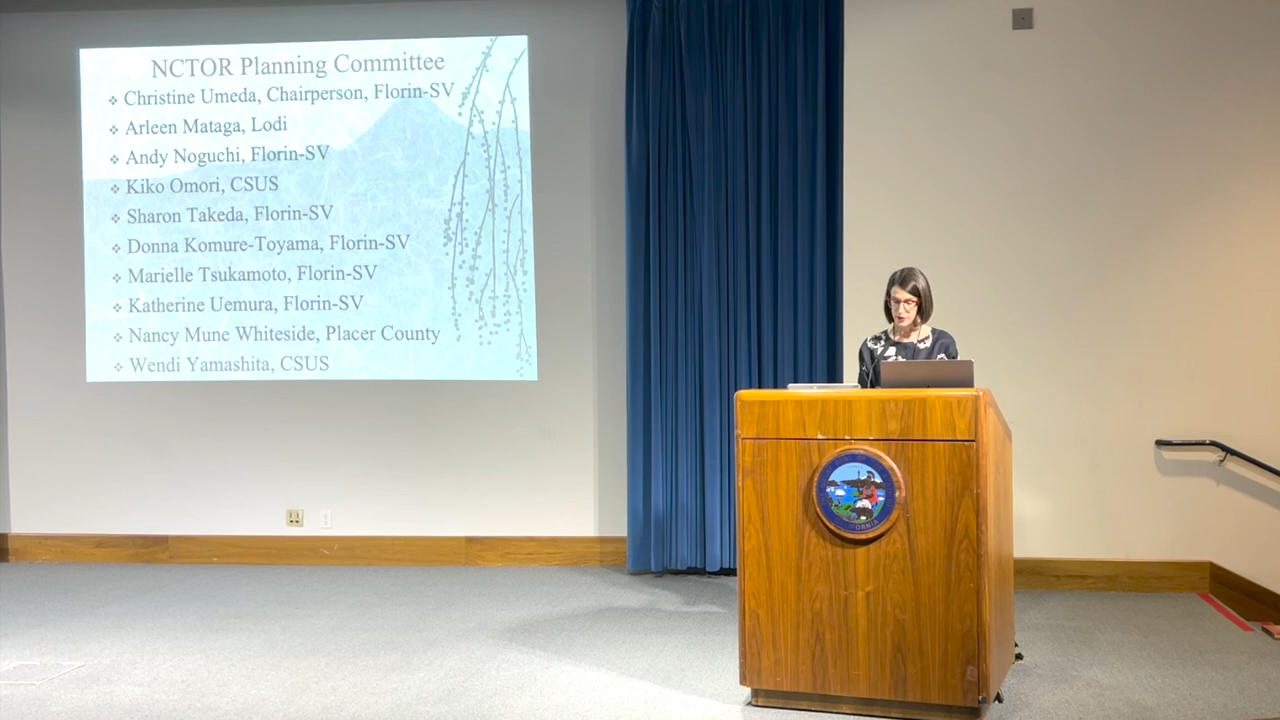 NCTOR Planning Committee
❖ Christine Umeda, Chairperson, Florin-SV
❖ Arleen Mataga, Lodi
❖ Andy Noguchi, Florin-SV
❖ Kiko Omori, CSUS
❖ Sharon Takeda, Florin-SV
❖ Donna Komure-Toyama, Florin-SV
❖ Marielle Tsukamoto, Florin-SV
❖ Katherine Uemura, Florin-SV
❖ Nancy Mune Whiteside, Placer County
❖ Wendi Yamashita, CSUS